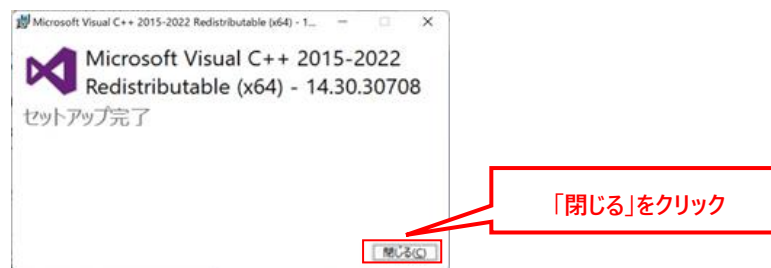 Microsoft Visual C++ 2015-2022 Redistributable (x64) - 1...
Microsoft Visual C++ 2015-2022
Redistributable (x64) - 14.30.30708
セットアップ完了
「閉じる」をクリック
閉じる(C)